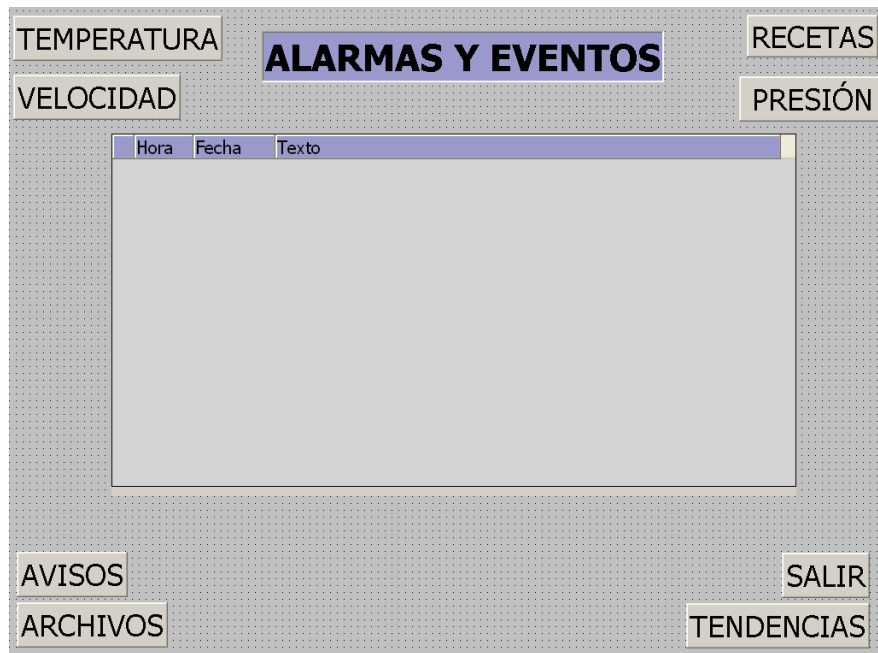 TEMPERATURA
ALARMAS Y EVENTOS
RECETAS
VELOCIDAD
PRESIÓN
Hora Fecha Texto
AVISOS
SALIR
ARCHIVOS
TENDENCIAS